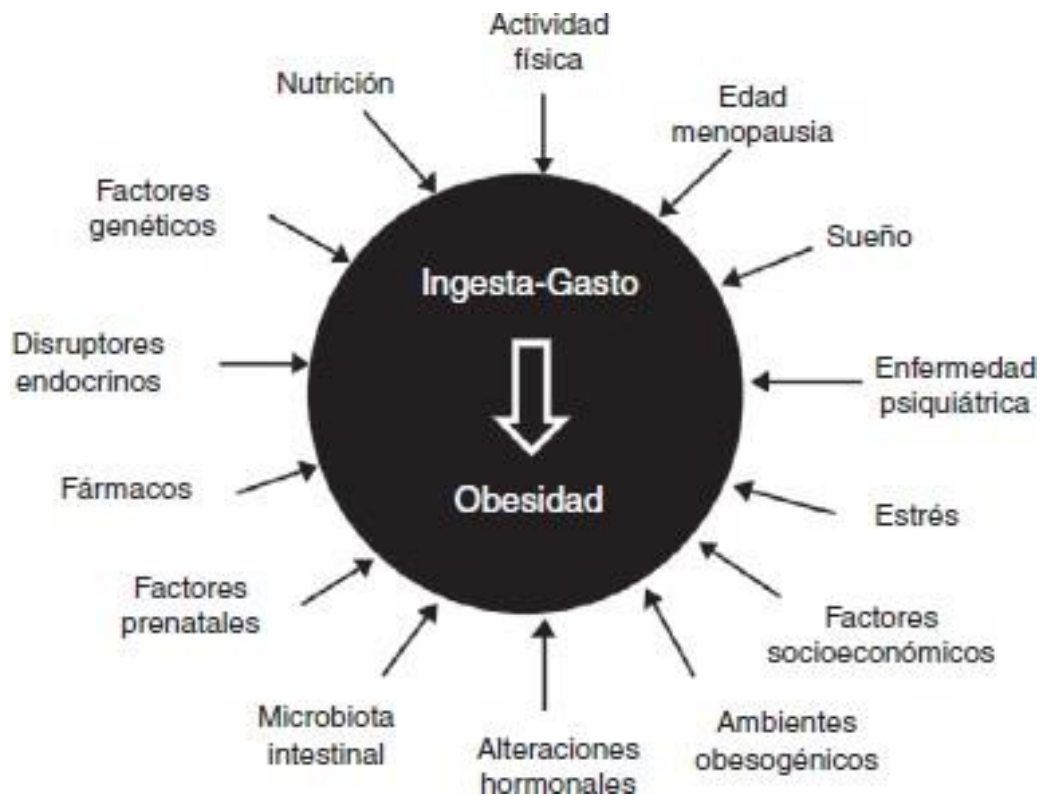 Actividad
física
Nutrición
Edad
menopausia
Factores
genéticos
Sueño
Ingesta-Gasto
Disruptores
endocrinos
Enfermedad
psiquiátrica
Fármacos
Obesidad
Estrés
Factores
prenatales
Factores
socioeconómicos
Microbiota
intestinal
Alteraciones
hormonales
Ambientes
obesogénicos